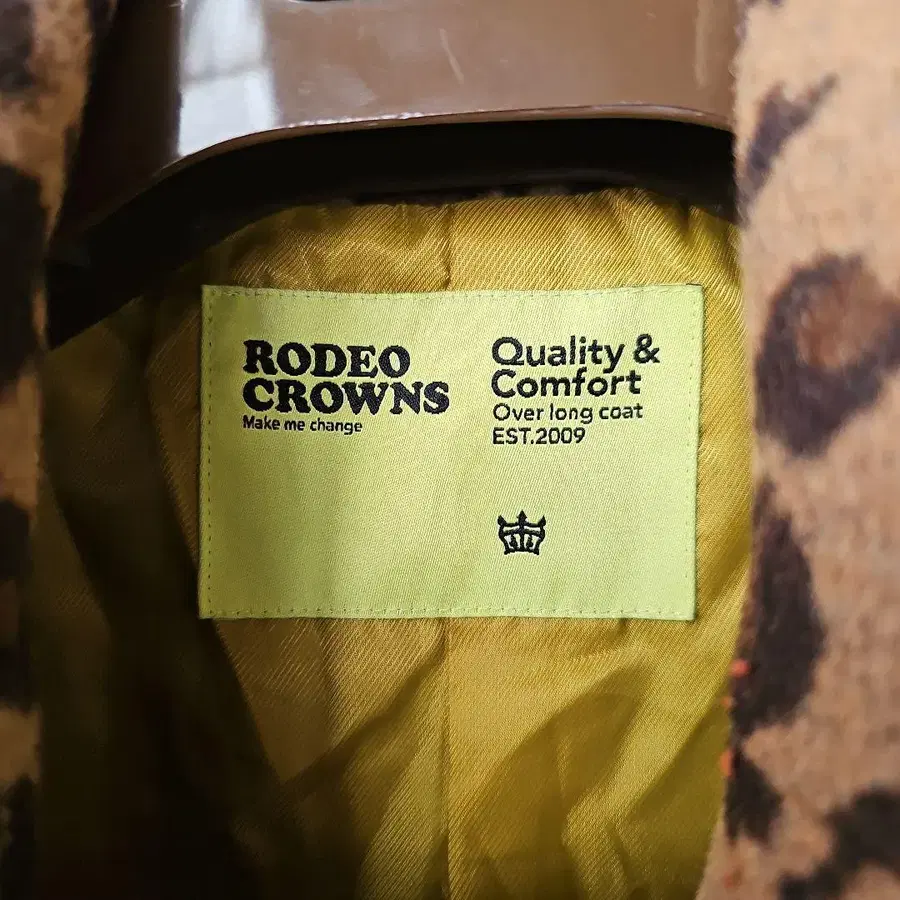 RODEO
CROWNS
Make me change
Quality &
Comfort
Over long coat
EST.2009